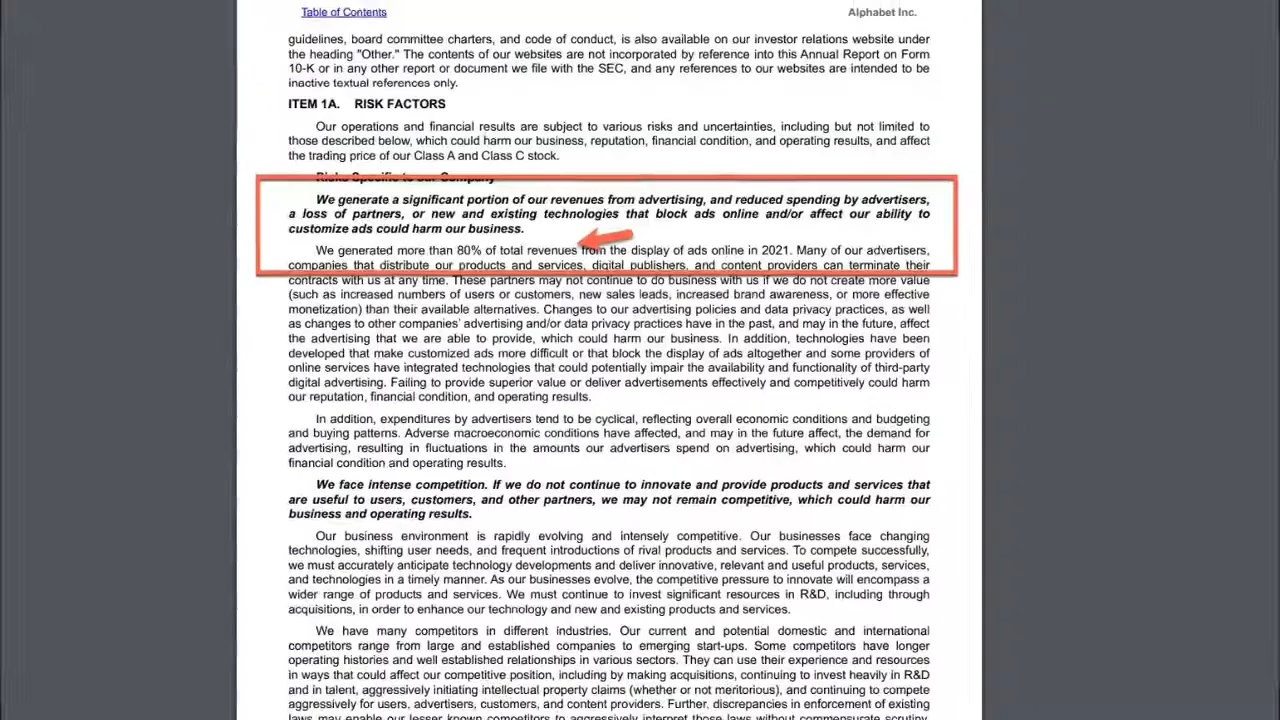 Table of Contents
Alphabet Inc.
guidelines, board committee charters, and code of conduct, is also available on our investor relations website under
the heading "Other." The contents of our websites are not incorporated by reference into this Annual Report on Form
10-K or in any other report or document we file with the SEC, and any references to our websites are intended to be
inactive textual references only.
ITEM 1A. RISK FACTORS
Our operations and financial results are subject to various risks and uncertainties, including but not limited to
those described below, which could harm our business, reputation, financial condition, and operating results, and affect
the trading price of our Class A and Class C stock.
Risks Specific to our Company
We generate a significant portion of our revenues from advertising, and reduced spending by advertisers,
a loss of partners, or new and existing technologies that block ads online and/or affect our ability to
customize ads could harm our business.
We generated more than 80% of total revenues from the display of ads online in 2021. Many of our advertisers,
companies that distribute our products and services, digital publishers, and content providers can terminate their
contracts with us at any time. These partners may not continue to do business with us if we do not create more value
(such as increased numbers of users or customers, new sales leads, increased brand awareness, or more effective
monetization) than their available alternatives. Changes to our advertising policies and data privacy practices, as well
as changes to other companies' advertising and/or data privacy practices have in the past, and may in the future, affect
the advertising that we are able to provide, which could harm our business. In addition, technologies have been
developed that make customized ads more difficult or that block the display of ads altogether and some providers of
online services have integrated technologies that could potentially impair the availability and functionality of third-party
digital advertising. Failing to provide superior value or deliver advertisements effectively and competitively could harm
our reputation, financial condition, and operating results.
In addition, expenditures by advertisers tend to be cyclical, reflecting overall economic conditions and budgeting
and buying patterns. Adverse macroeconomic conditions have affected, and may in the future affect, the demand for
advertising, resulting in fluctuations in the amounts our advertisers spend on advertising, which could harm our
financial condition and operating results.
We face intense competition. If we do not continue to innovate and provide products and services that
are useful to users, customers, and other partners, we may not remain competitive, which could harm our
business and operating results.
Our business environment is rapidly evolving and intensely competitive. Our businesses face changing
technologies, shifting user needs, and frequent introductions of rival products and services. To compete successfully,
we must accurately anticipate technology developments and deliver innovative, relevant and useful products, services,
and technologies in a timely manner. As our businesses evolve, the competitive pressure to innovate will encompass a
wider range of products and services. We must continue to invest significant resources in R&D, including through
acquisitions, in order to enhance our technology and new and existing products and services.
We have many competitors in different industries. Our current and potential domestic and international
competitors range from large and established companies to emerging start-ups. Some competitors have longer
operating histories and well established relationships in various sectors. They can use their experience and resources
in ways that could affect our competitive position, including by making acquisitions, continuing to invest heavily in R&D
and in talent, aggressively initiating intellectual property claims (whether or not meritorious), and continuing to compete
aggressively for users, advertisers, customers, and content providers. Further, discrepancies in enforcement of existing
laws may enable our lesser known competitors to aggressively interpret those laws without commensurate scrutiny,